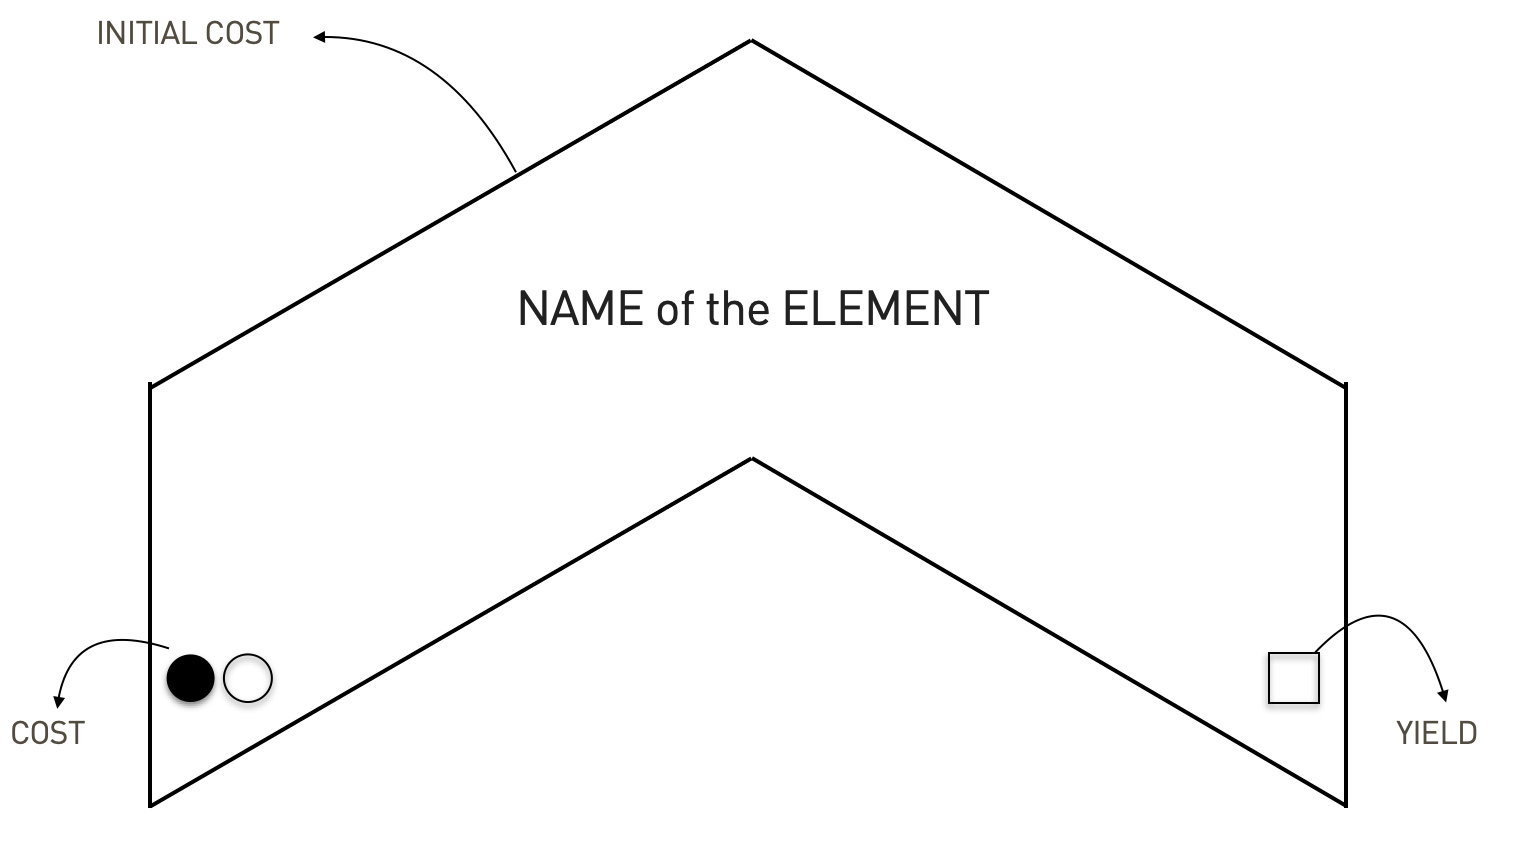 INITIAL COST
NAME of the ELEMENT
COST
YIELD